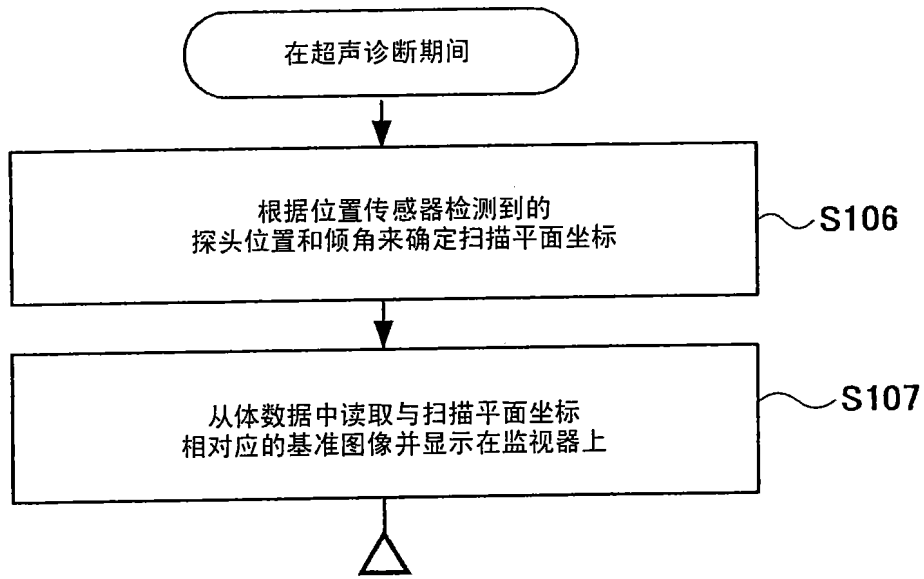 在超声诊断期间
根据位置传感器检测到的
探头位置和倾角来确定扫描平面坐标
S106
从体数据中读取与扫描平面坐标
相对应的基准图像并显示在监视器上
S107